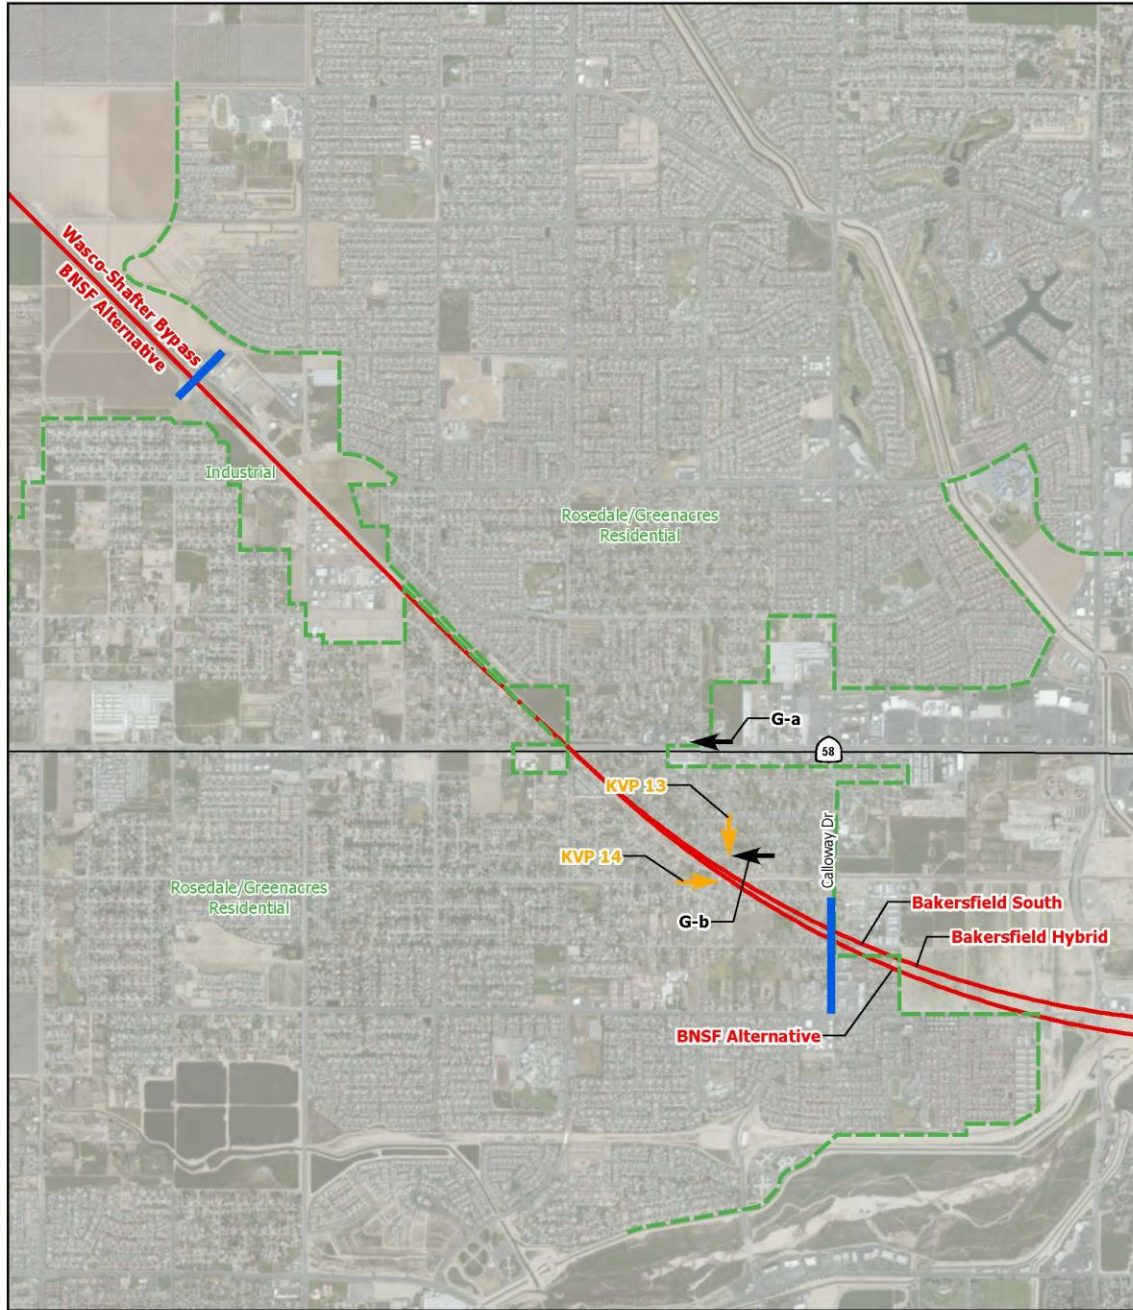 Wasco-Shafter Bypass
BNSF Alternative
Industrial
Rosedale/Greenacres
Residential
G-a
58
KVP 13
Calloway Dr
KVP 14
Rosedale/Greenacres
Residential
G-b
Bakersfield South
Bakersfield Hybrid
BNSF Alternative